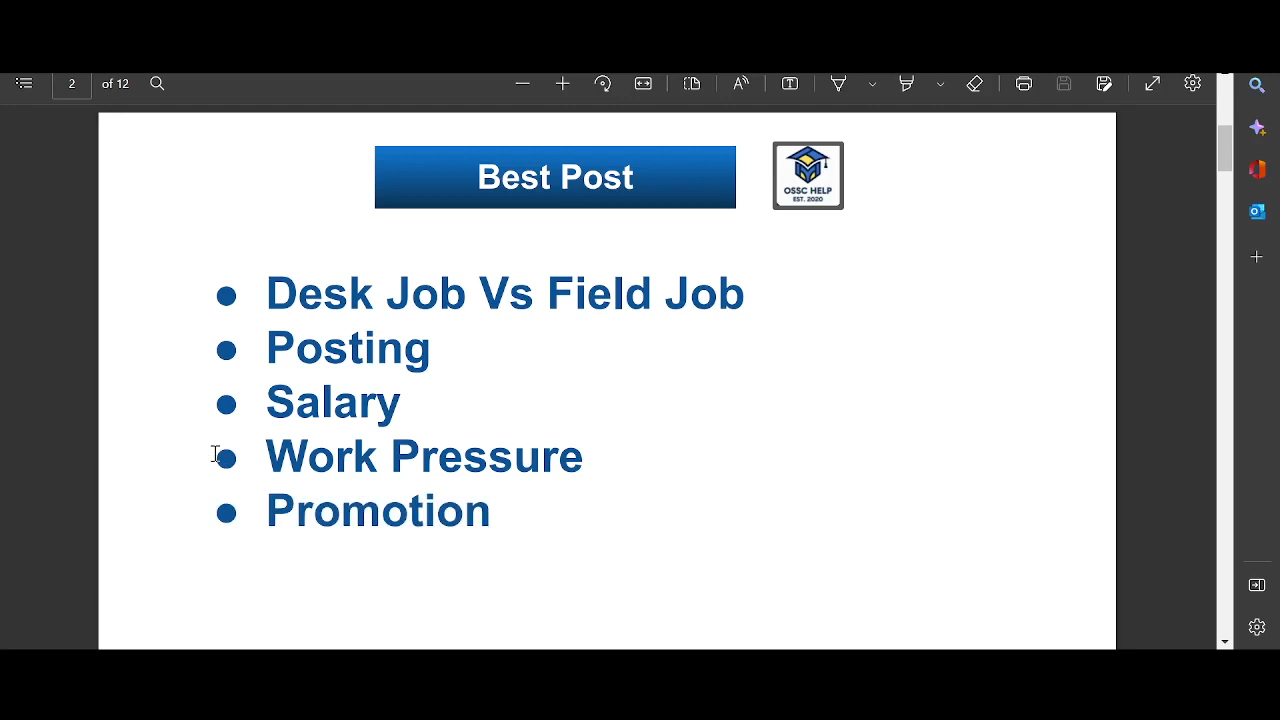 2 of 12
Best Post
OSSC HELP
EST. 2020
Desk Job Vs Field Job
Posting
Salary
Work Pressure
Promotion